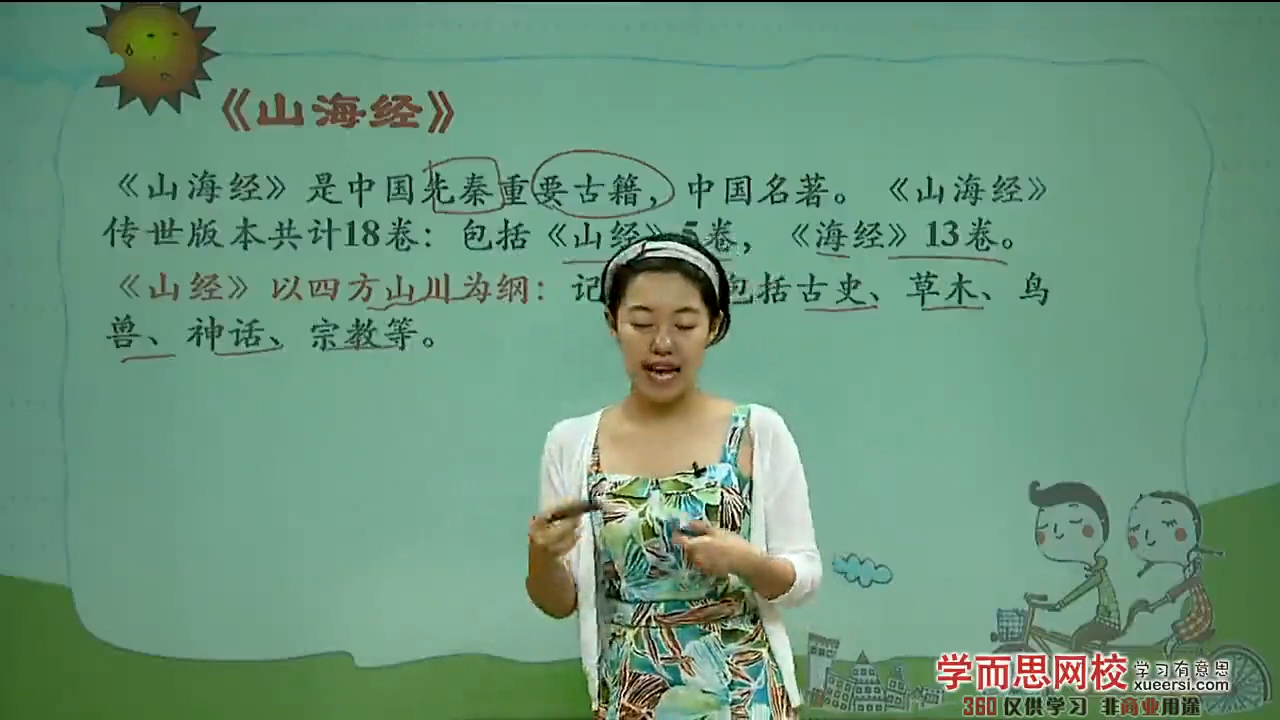 《山海经》
《山海经》是中国先秦重要古籍，中国名著。《山海经》
传世版本共计18卷：包括《山经》5卷，《海经》13卷。
《山经》以四方山川为纲：记 包括古史、草木、鸟
兽、神话、宗教等。
学而思网校 学习有意思
xueersi.com
360 仅供学习 非商业用途